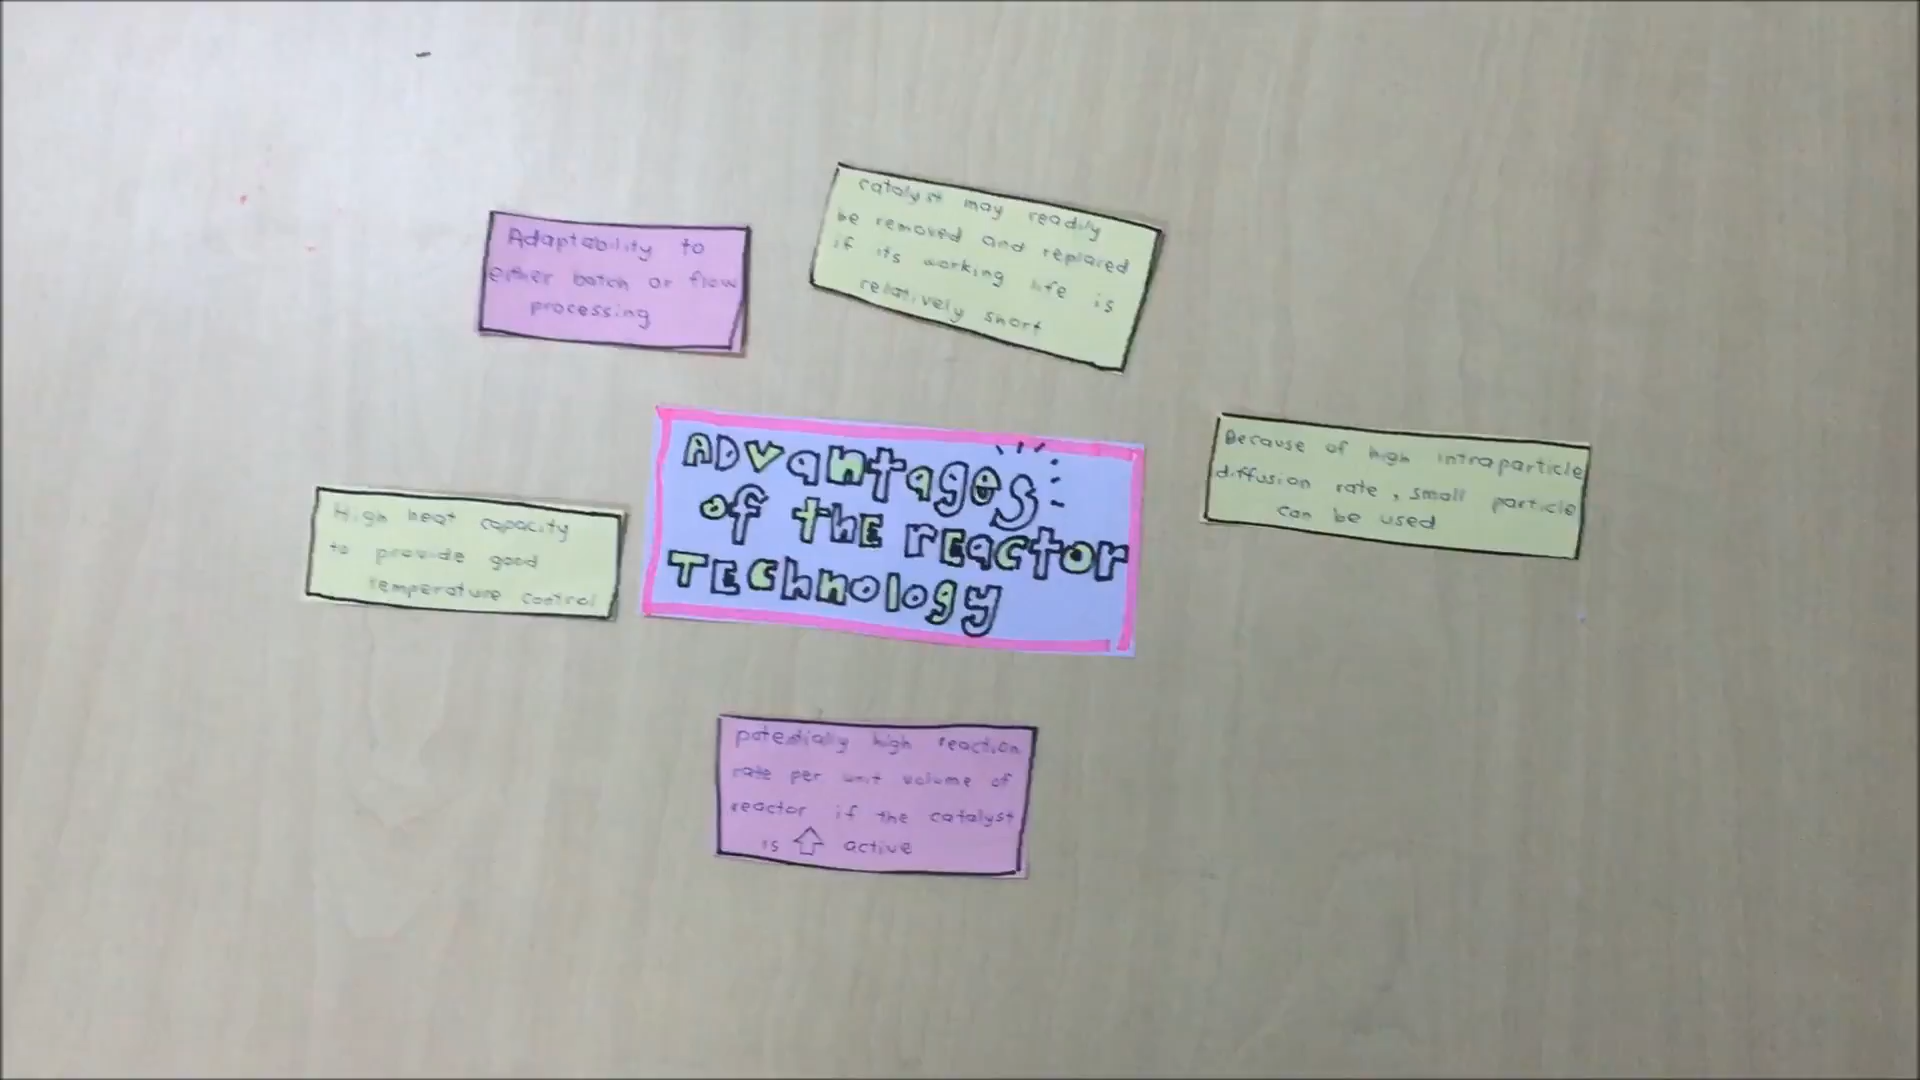 Adaptability to
either batch or flow
processing
catalyst may readily
be removed and replaced
if its working life is
relatively short
ADVantages
of the reactor
TEChnology
Because of high intraparticle
diffusion rate, small particle
can be used
High heat capacity
to provide good
temperature control
potentially high reaction
rate per unit volume of
reactor if the catalyst
is ⇧ active